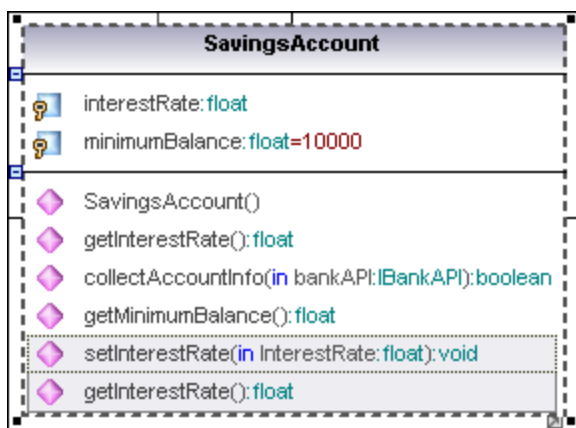 SavingsAccount
interestRate:float
minimumBalance:float=10000
SavingsAccount()
getInterestRate():float
collectAccountInfo(in bankAPI:IBankAPI):boolean
getMinimumBalance():float
setInterestRate(in InterestRate:float):void
getInterestRate():float